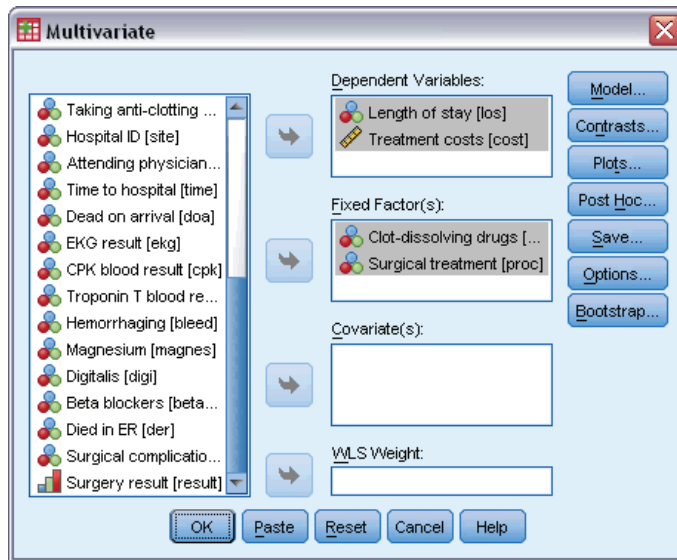 Multivariate
Taking anti-clotting ...
Hospital ID [site]
Attending physician...
Time to hospital [time]
Dead on arrival [doa]
EKG result [ekg]
CPK blood result [cpk]
Troponin T blood re...
Hemorrhaging [bleed]
Magnesium [magnes]
Digitalis [digi]
Beta blockers [beta...
Died in ER [der]
Surgical complicatio...
Surgery result [result]
Dependent Variables:
Length of stay [los]
Treatment costs [cost]
Fixed Factor(s):
Clot-dissolving drugs [...
Surgical treatment [proc]
Covariate(s):
WLS Weight:
Model...
Contrasts...
Plots...
Post Hoc...
Save...
Options...
Bootstrap...
OK
Paste
Reset
Cancel
Help